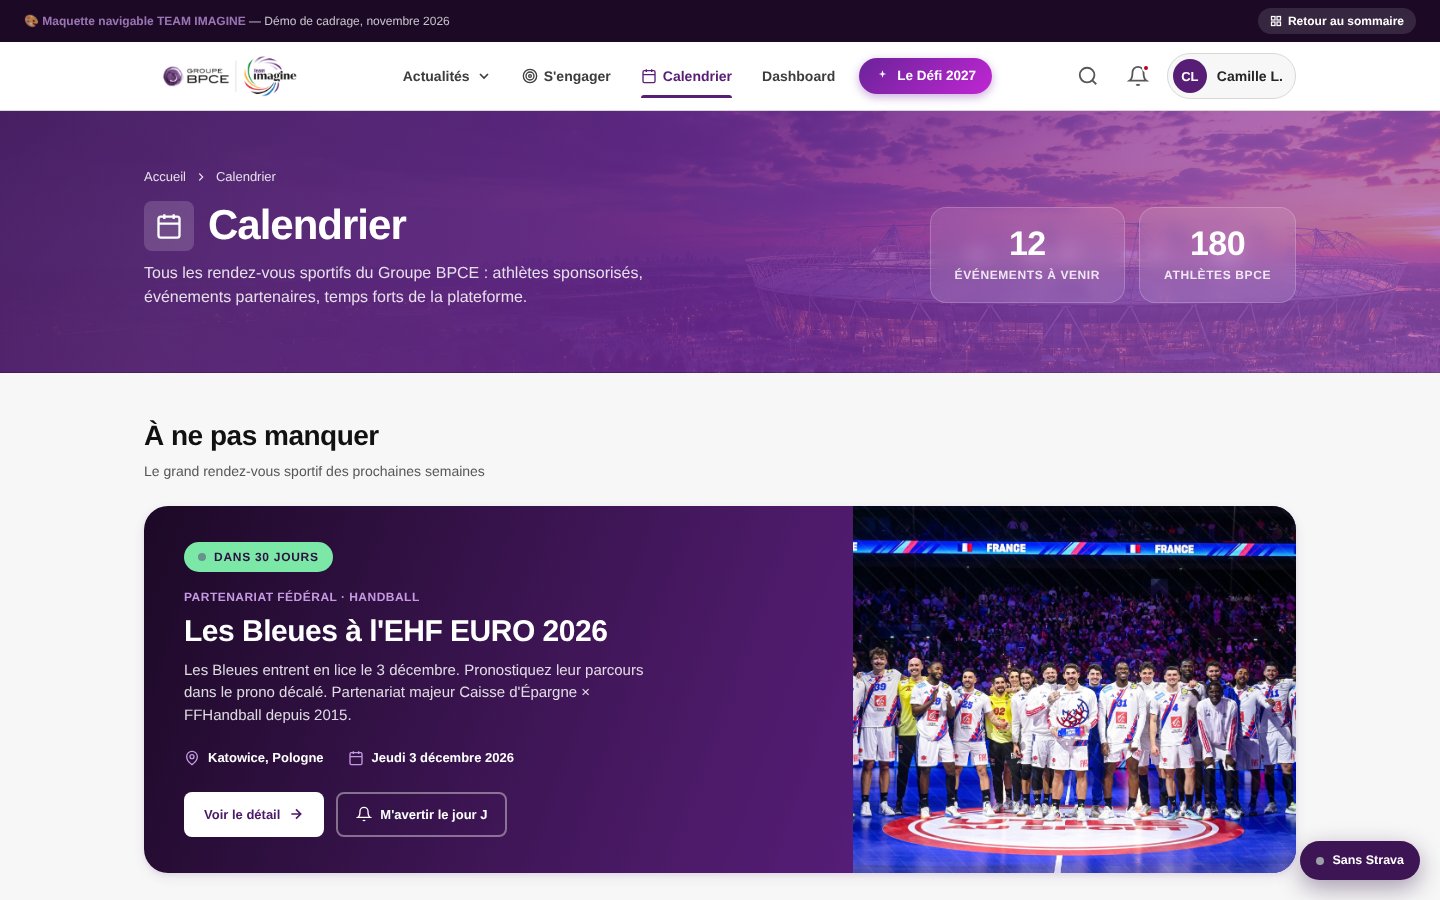 🎨 Maquette navigable TEAM IMAGINE — Démo de cadrage, novembre 2026
Retour au sommaire
GROUPE
BPCE
team
imagine
Actualités
S'engager
Calendrier
Dashboard
Le Défi 2027
CL
Camille L.
Accueil
Calendrier
Calendrier
Tous les rendez-vous sportifs du Groupe BPCE : athlètes sponsorisés,
événements partenaires, temps forts de la plateforme.
12
ÉVÉNEMENTS À VENIR
180
ATHLÈTES BPCE
À ne pas manquer
Le grand rendez-vous sportif des prochaines semaines
DANS 30 JOURS
PARTENARIAT FÉDÉRAL · HANDBALL
Les Bleues à l'EHF EURO 2026
Les Bleues entrent en lice le 3 décembre. Pronostiquez leur parcours
dans le prono décalé. Partenariat majeur Caisse d'Épargne ×
FFHandball depuis 2015.
Katowice, Pologne
Jeudi 3 décembre 2026
Voir le détail
M'avertir le jour J
FRANCE
FRANCE
Sans Strava